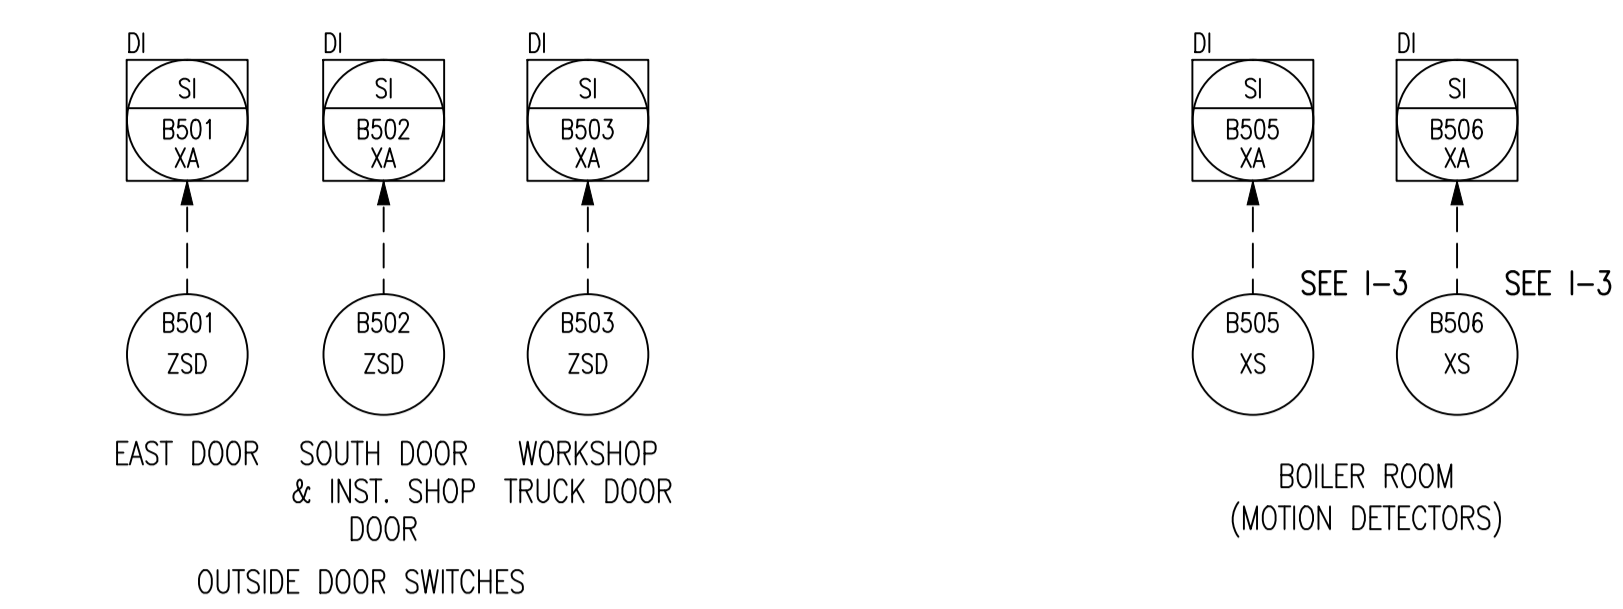 DI DI DI DI DI
SI SI SI SI SI
B501 B502 B503 B505 B506
XA XA XA XA XA
SEE I-3 SEE I-3
B501 B502 B503 B505 B506
ZSD ZSD ZSD XS XS
EAST DOOR SOUTH DOOR WORKSHOP
& INST. SHOP TRUCK DOOR
DOOR
BOILER ROOM
(MOTION DETECTORS)
OUTSIDE DOOR SWITCHES